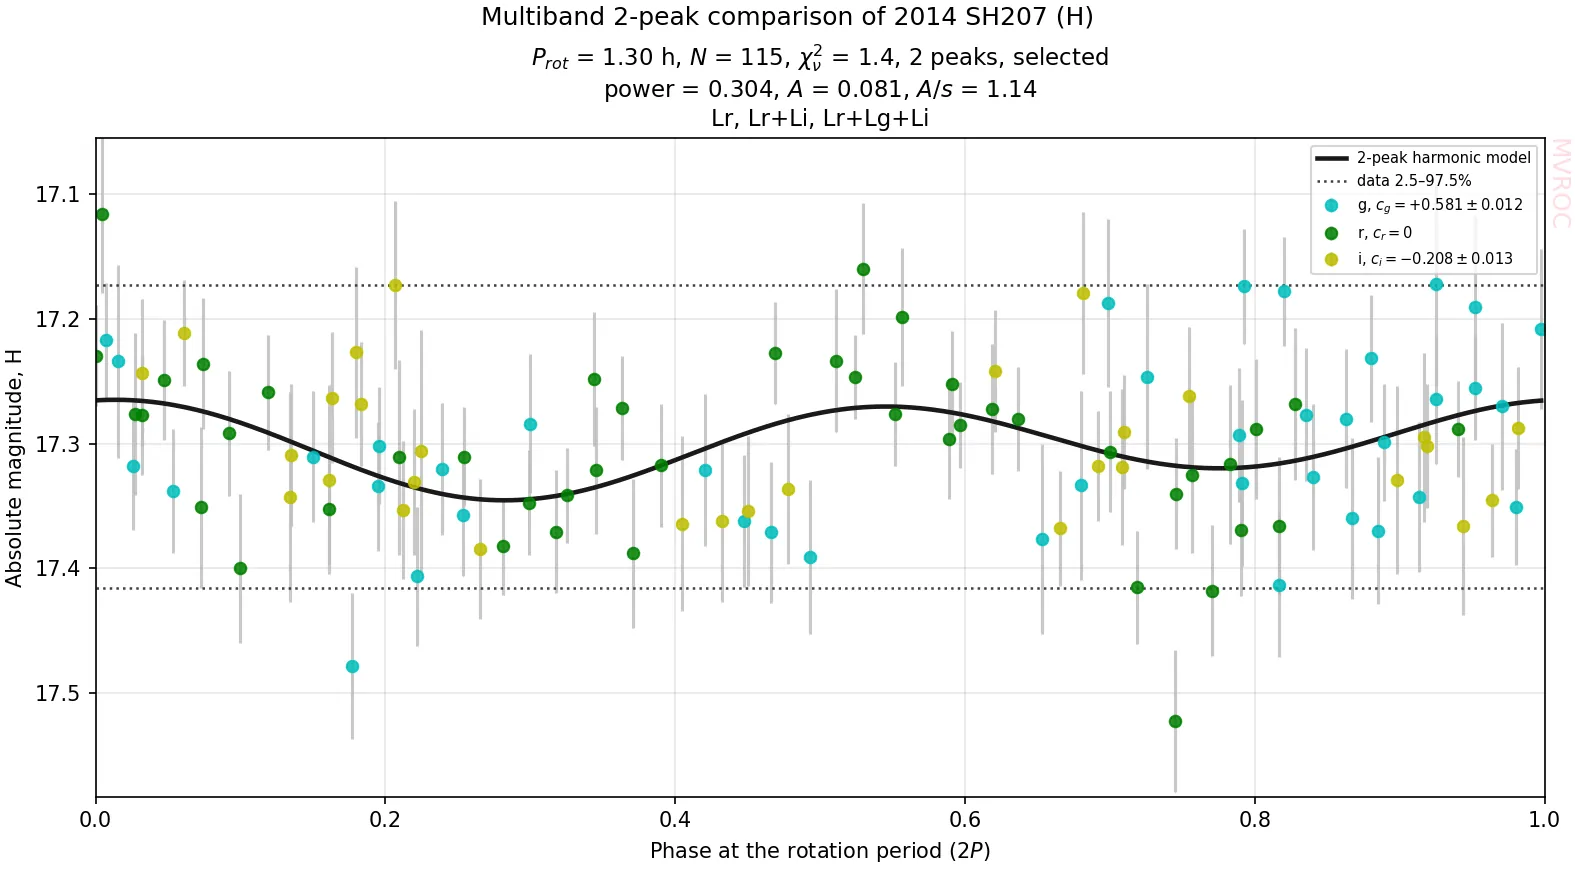 Multiband 2-peak comparison of 2014 SH207 (H)
P_rot = 1.30 h, N = 115, χ²_ν = 1.4, 2 peaks, selected
power = 0.304, A = 0.081, A/s = 1.14
Lr, Lr+Li, Lr+Lg+Li
MVROC
2-peak harmonic model
data 2.5–97.5%
g, c_g = +0.581 ± 0.012
r, c_r = 0
i, c_i = −0.208 ± 0.013
Absolute magnitude, H
17.1
17.2
17.3
17.4
17.5
0.0 0.2 0.4 0.6 0.8 1.0
Phase at the rotation period (2P)